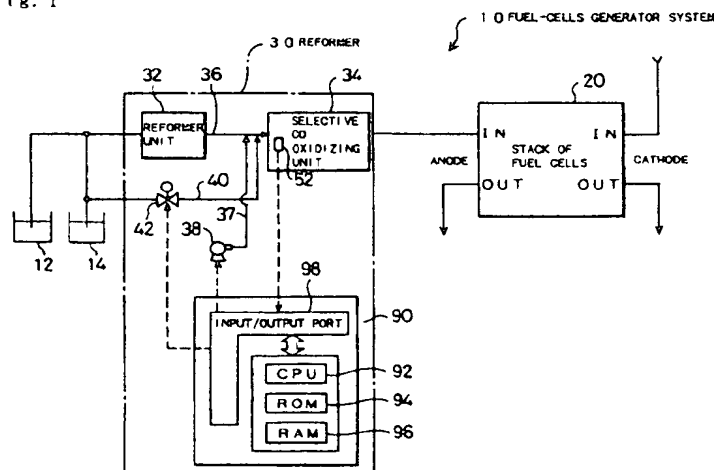 Fig. 1
10 FUEL-CELLS GENERATOR SYSTEM
30 REFORMER
32
36
34
20
REFORMER
UNIT
SELECTIVE
CO
OXIDIZING
UNIT
52
IN
IN
STACK OF
FUEL CELLS
ANODE
CATHODE
OUT
OUT
40
37
42
38
12
14
98
90
INPUT/OUTPUT PORT
CPU
92
ROM
94
RAM
96